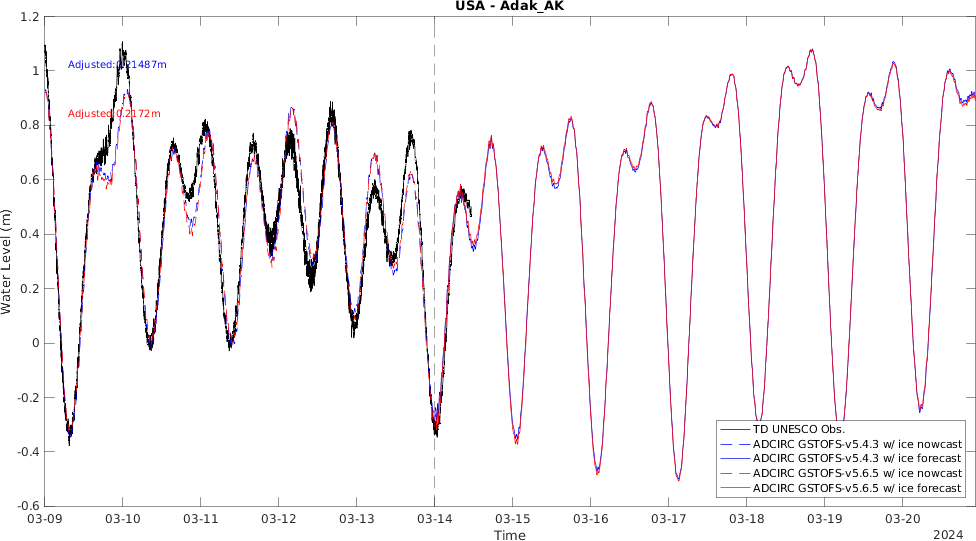 USA - Adak_AK
1.2
1
0.8
0.6
0.4
0.2
0
-0.2
-0.4
-0.6
Water Level (m)
Adjusted:0.21487m
Adjusted:0.2172m
TD UNESCO Obs.
ADCIRC GSTOFS-v5.4.3 w/ ice nowcast
ADCIRC GSTOFS-v5.4.3 w/ ice forecast
ADCIRC GSTOFS-v5.6.5 w/ ice nowcast
ADCIRC GSTOFS-v5.6.5 w/ ice forecast
03-09 03-10 03-11 03-12 03-13 03-14 03-15 03-16 03-17 03-18 03-19 03-20
Time
2024